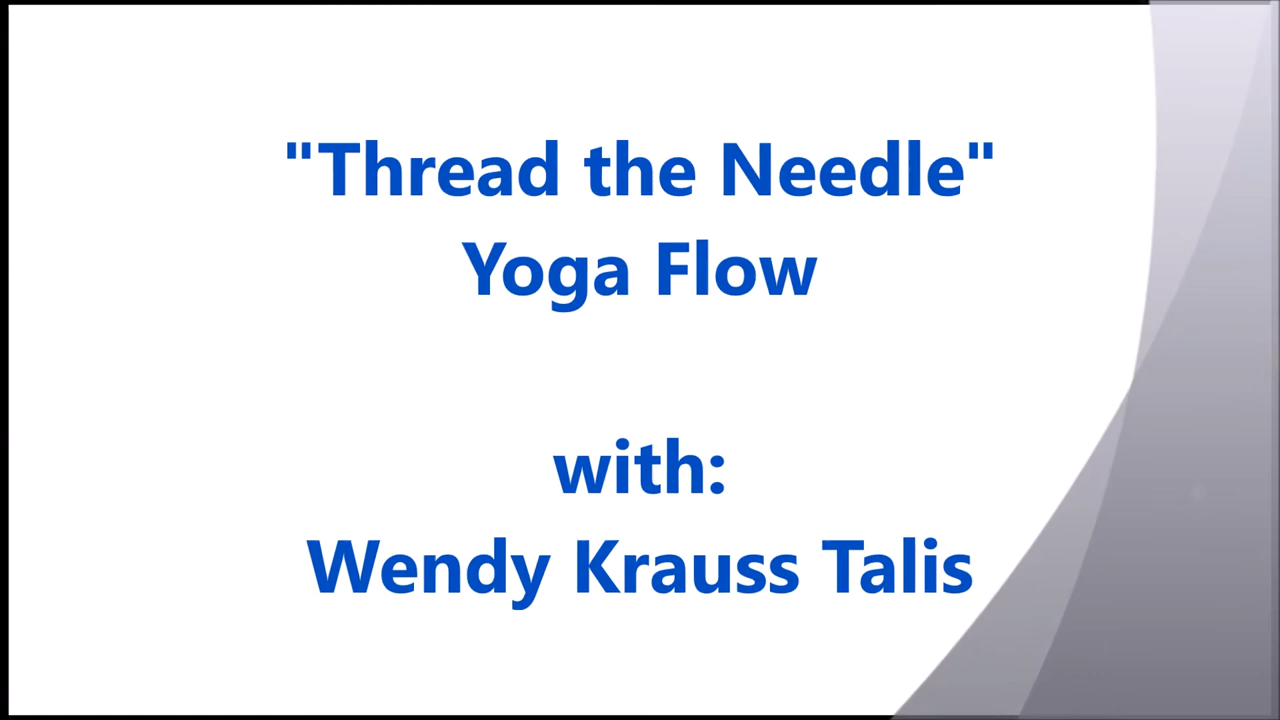 "Thread the Needle"
Yoga Flow
with:
Wendy Krauss Talis